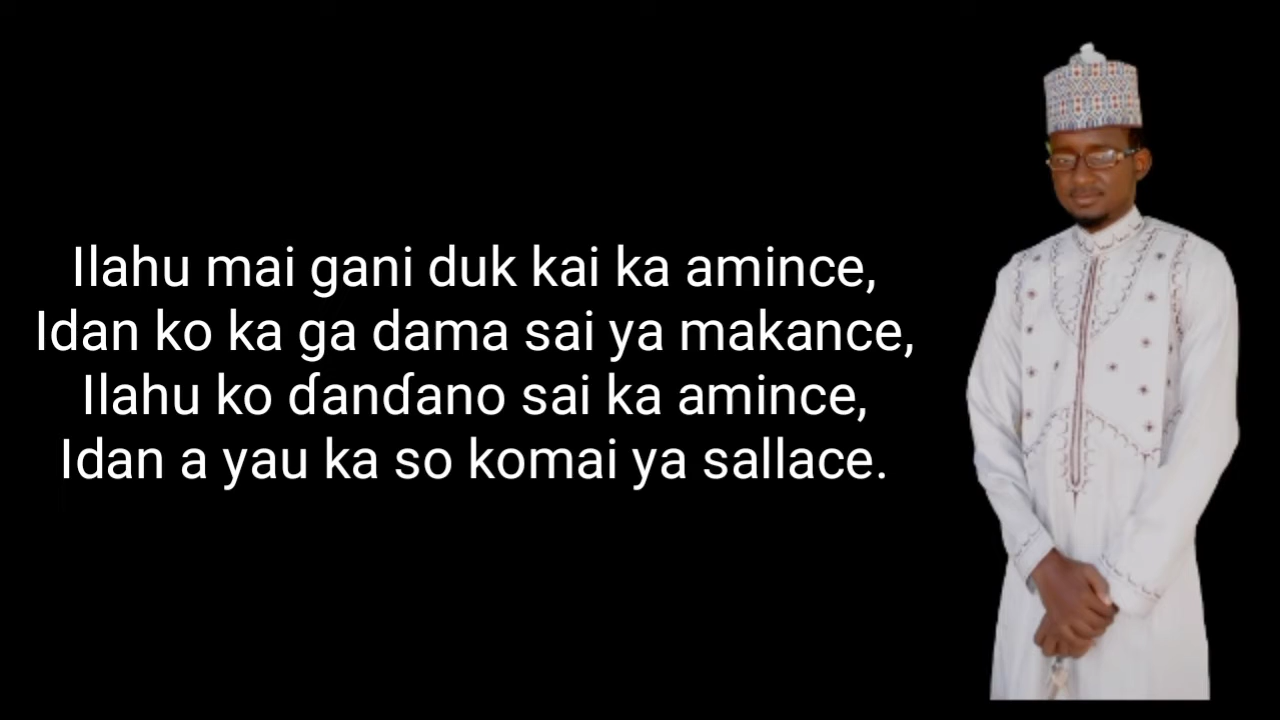 Ilahu mai gani duk kai ka amince,
Idan ko ka ga dama sai ya makance,
Ilahu ko ɗanɗano sai ka amince,
Idan a yau ka so komai ya sallace.